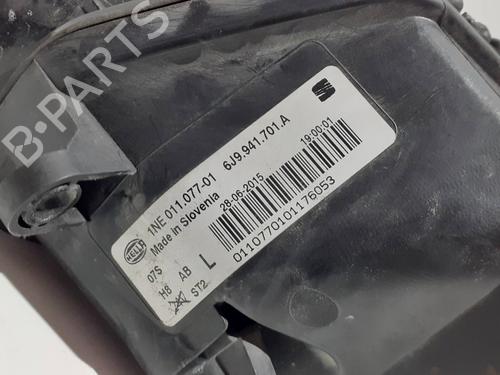 B-PARTS
1NE 011.077-01 6J9.941.701.A
Made in Slovenia
28-06-2015 19:00:01
HELLA
07S
H8 AB L
ST2
0110770101176053